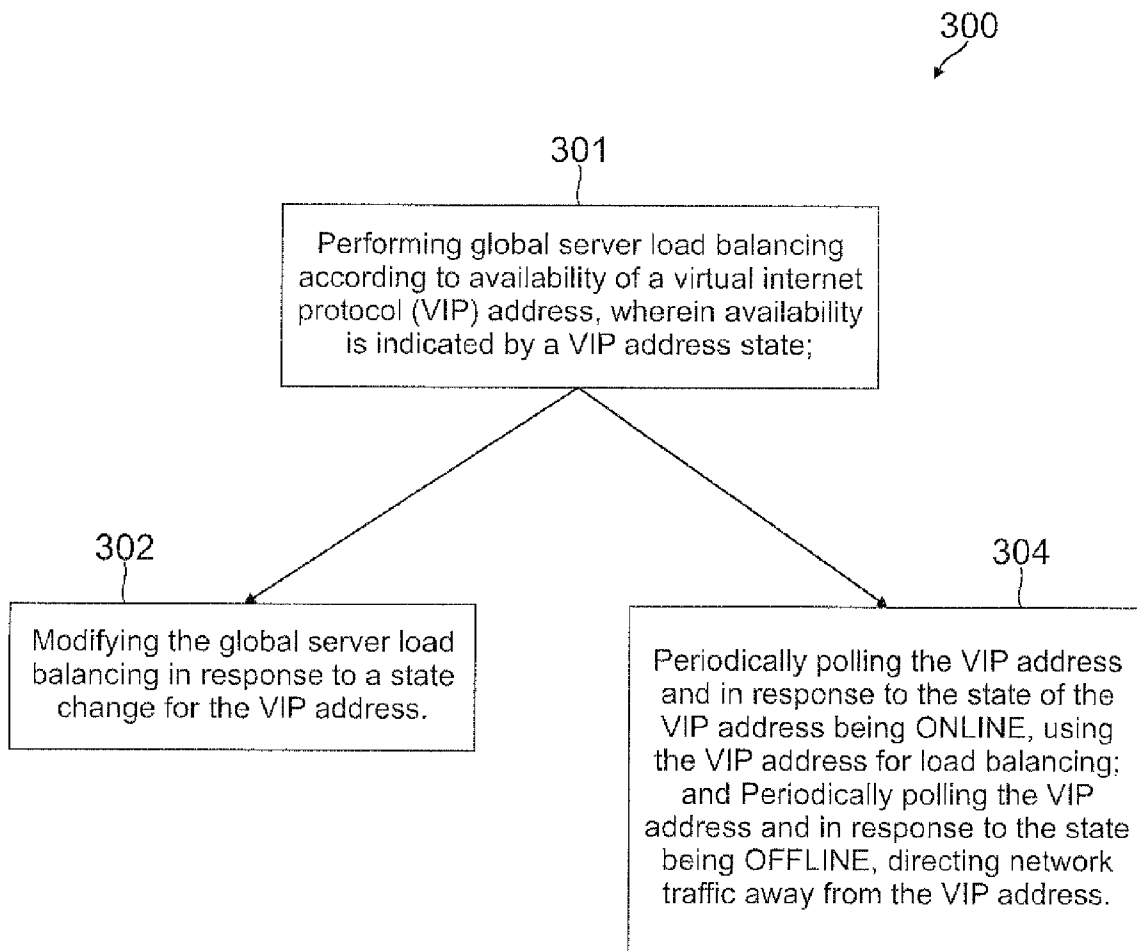 300
301
Performing global server load balancing
according to availability of a virtual internet
protocol (VIP) address, wherein availability
is indicated by a VIP address state;
302
Modifying the global server load
balancing in response to a state
change for the VIP address.
304
Periodically polling the VIP address
and in response to the state of the
VIP address being ONLINE, using
the VIP address for load balancing;
and Periodically polling the VIP
address and in response to the state
being OFFLINE, directing network
traffic away from the VIP address.